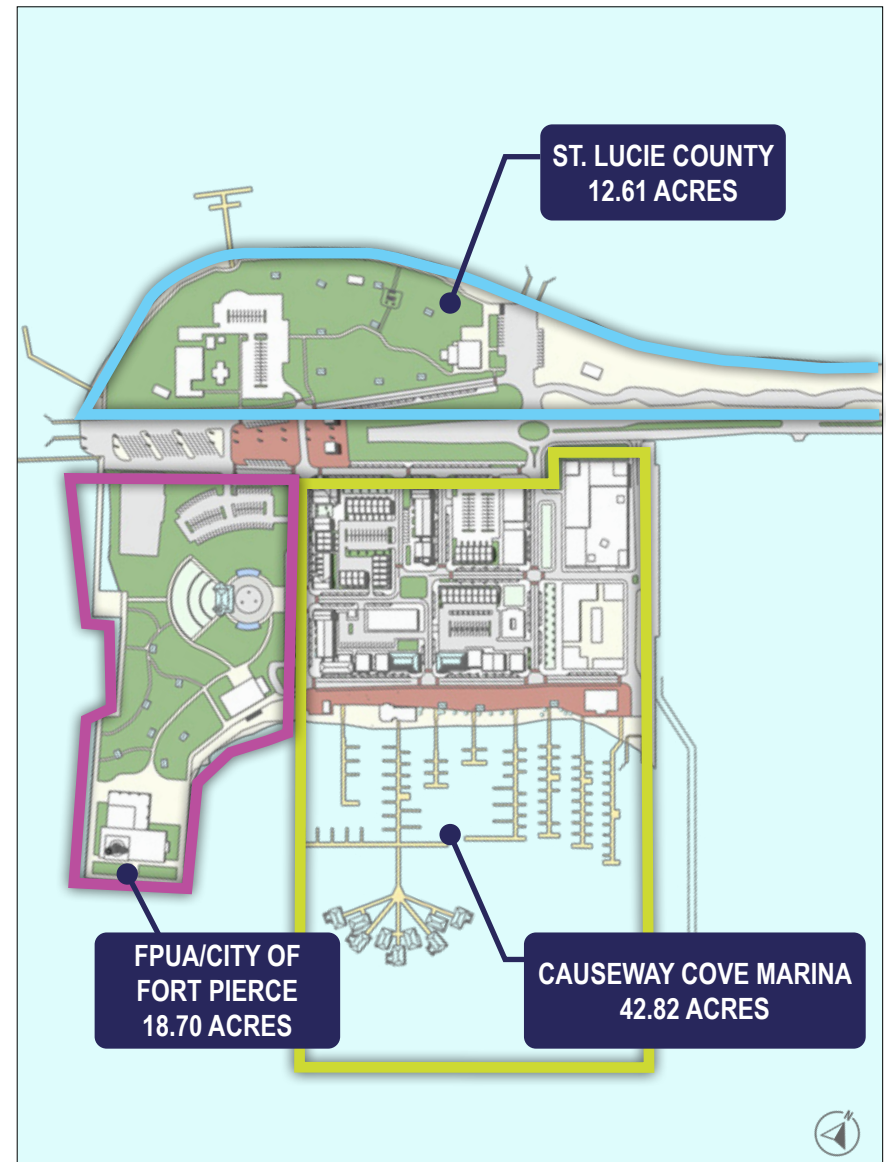 ST. LUCIE COUNTY
12.61 ACRES
FPUA/CITY OF
FORT PIERCE
18.70 ACRES
CAUSEWAY COVE MARINA
42.82 ACRES
N